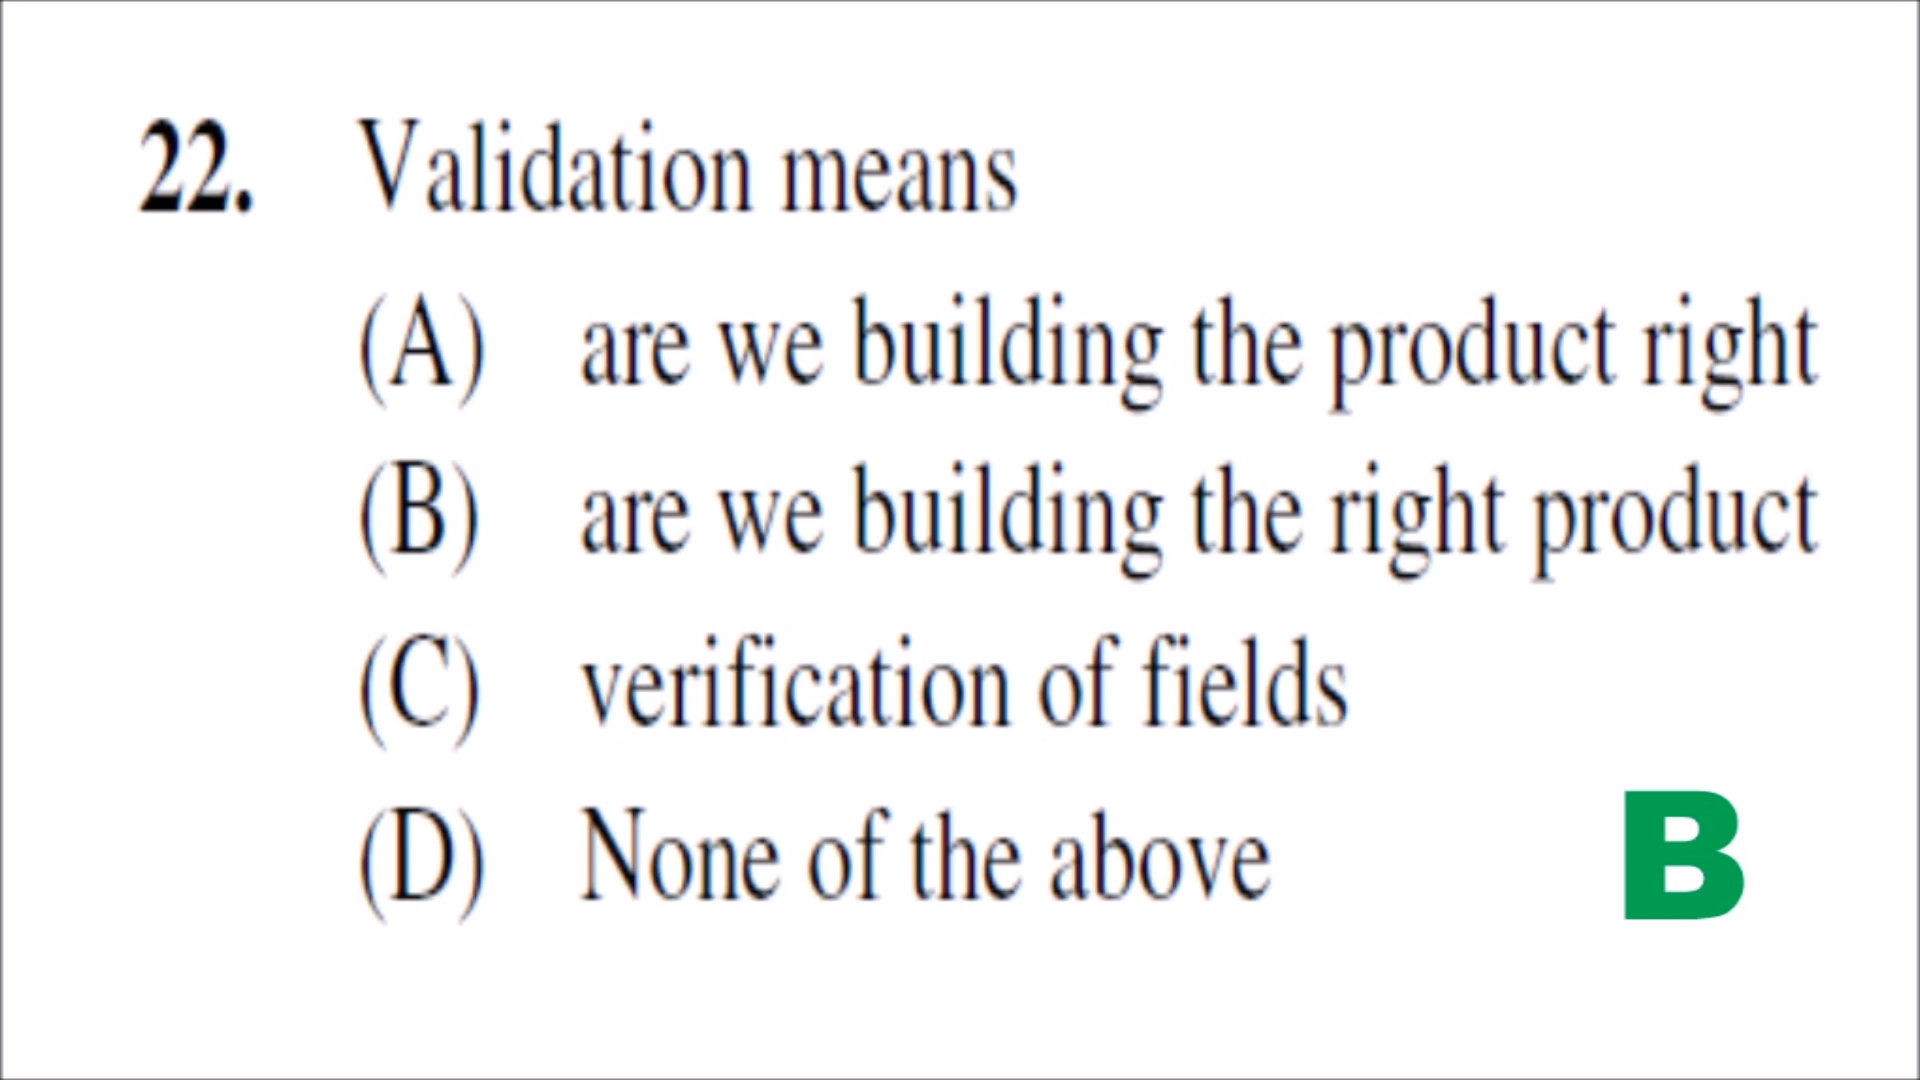 22. Validation means
(A) are we building the product right
(B) are we building the right product
(C) verification of fields
(D) None of the above
B